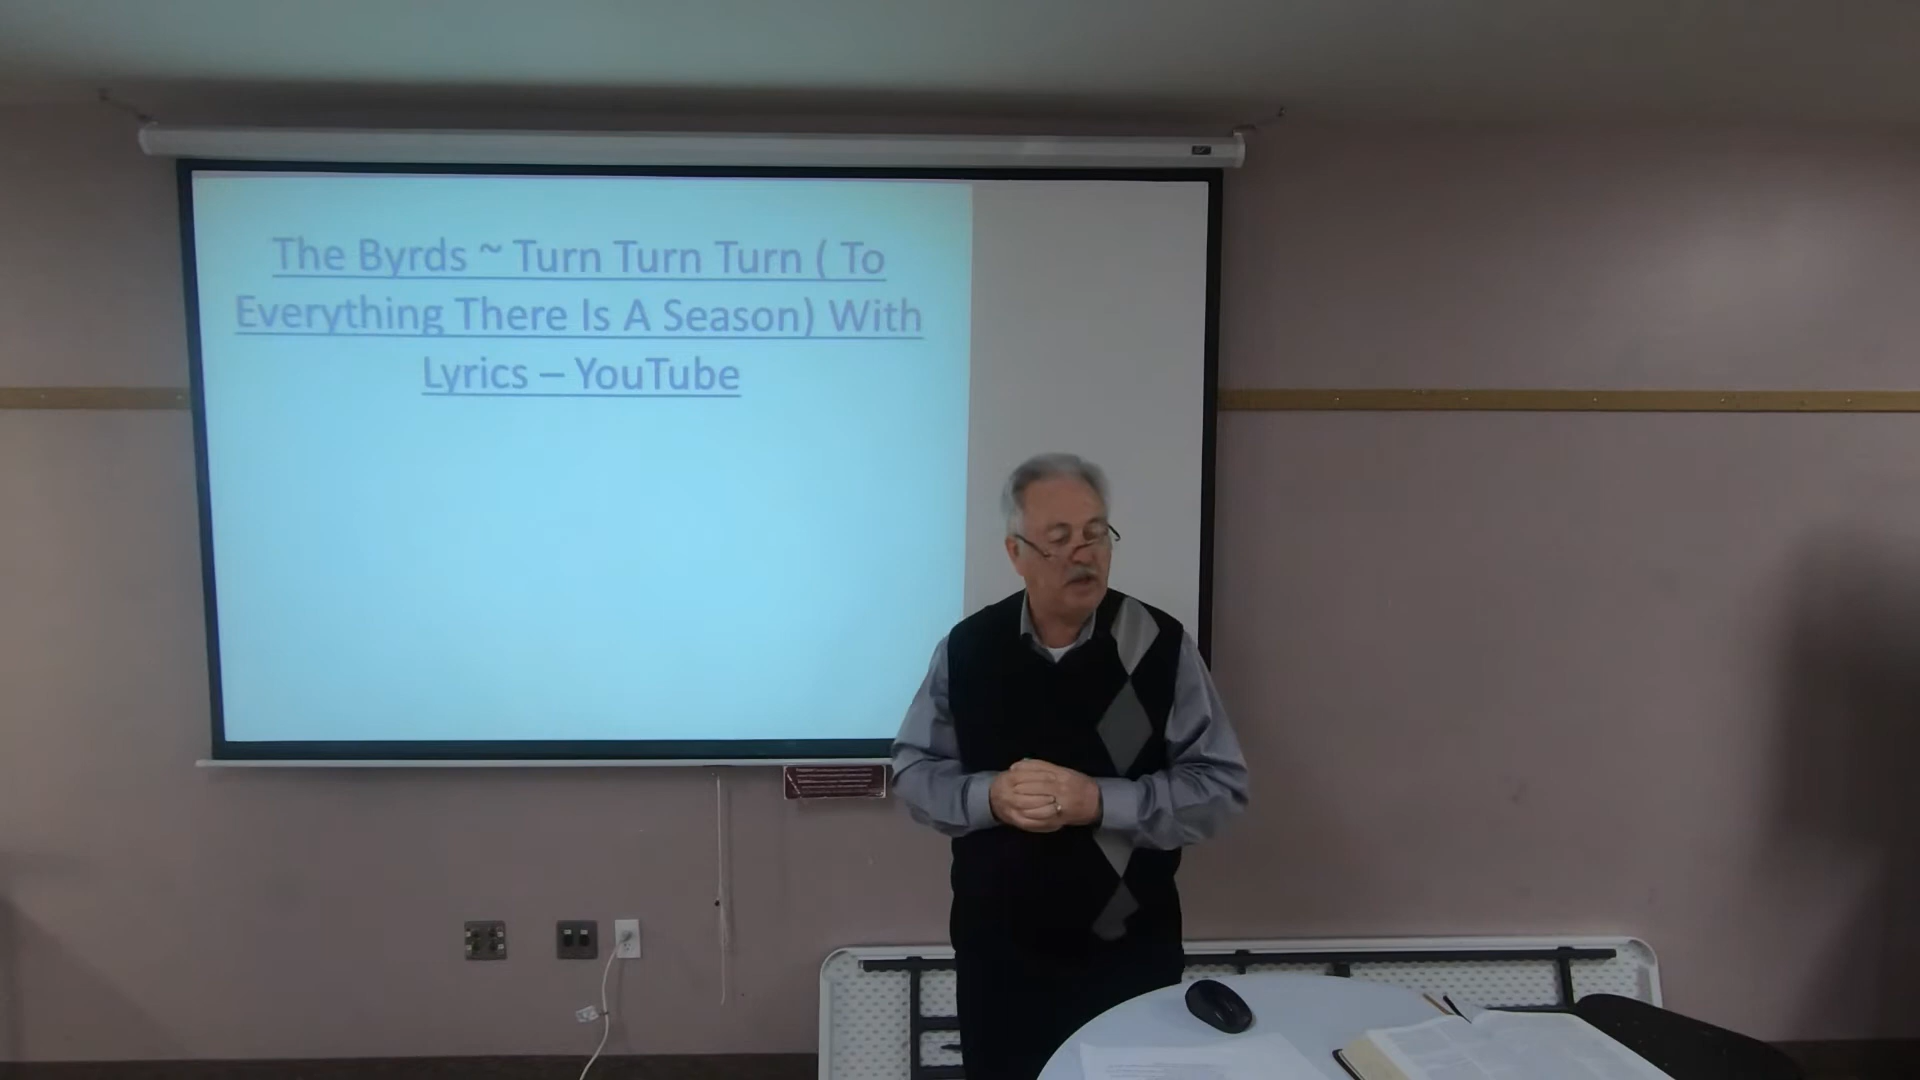 The Byrds ~ Turn Turn Turn ( To
Everything There Is A Season) With
Lyrics – YouTube